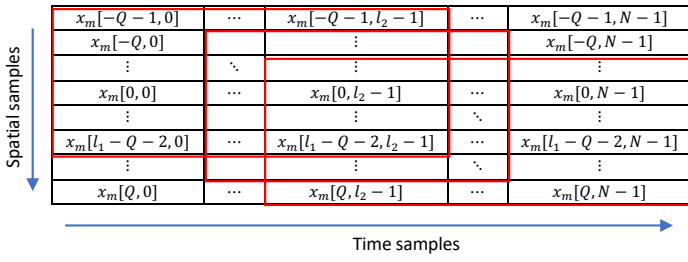 x_m[-Q-1,0] ⋯ x_m[-Q-1,l_2-1] ⋯ x_m[-Q-1,N-1]
x_m[-Q,0] ⋮ x_m[-Q,N-1]
⋮ ⋱ ⋮ ⋮
x_m[0,0] ⋯ x_m[0,l_2-1] ⋯ x_m[0,N-1]
⋮ ⋮ ⋱ ⋮
x_m[l_1-Q-2,0] ⋯ x_m[l_1-Q-2,l_2-1] x_m[l_1-Q-2,N-1]
⋮ ⋮ ⋱ ⋮
x_m[Q,0] ⋯ x_m[Q,l_2-1] ⋯ x_m[Q,N-1]
Spatial samples
Time samples